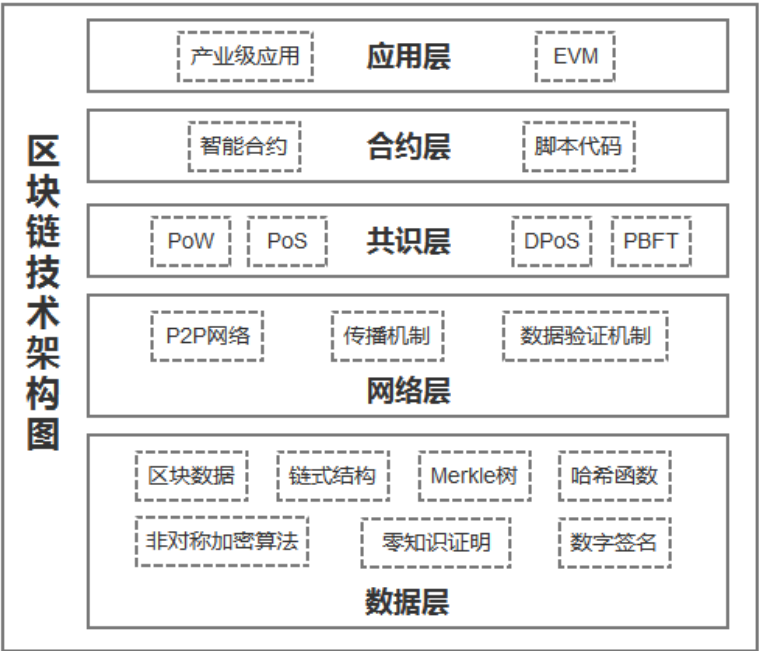 区块链技术架构图
产业级应用 应用层 EVM
智能合约 合约层 脚本代码
PoW PoS 共识层 DPoS PBFT
P2P网络 传播机制 数据验证机制
网络层
区块数据 链式结构 Merkle树 哈希函数
非对称加密算法 零知识证明 数字签名
数据层